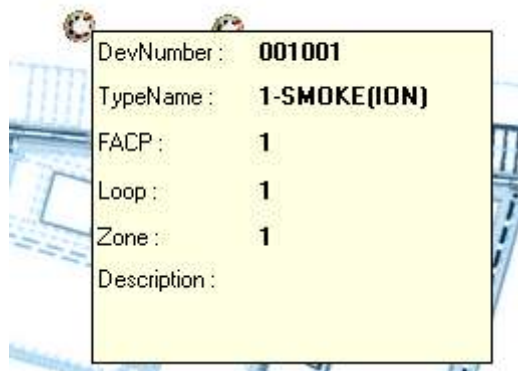 DevNumber : 001001
TypeName : 1-SMOKE(ION)
FACP : 1
Loop : 1
Zone : 1
Description :